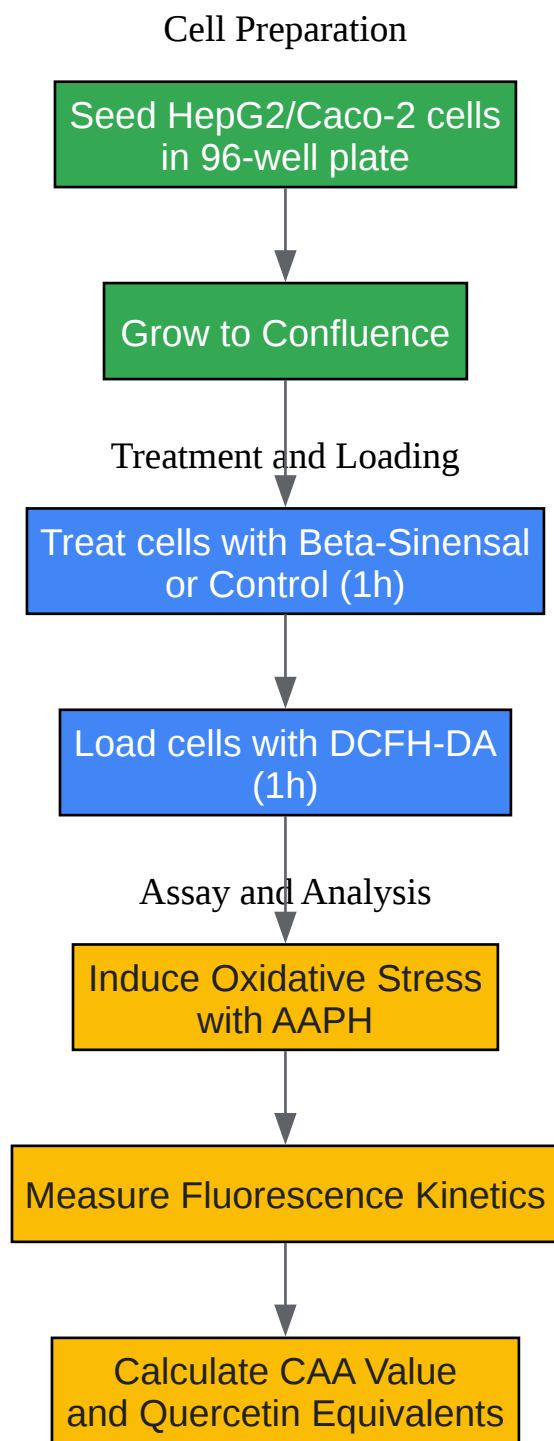 Cell Preparation
Seed HepG2/Caco-2 cells
in 96-well plate
Grow to Confluence
Treatment and Loading
Treat cells with Beta-Sinensal
or Control (1h)
Load cells with DCFH-DA
(1h)
Assay and Analysis
Induce Oxidative Stress
with AAPH
Measure Fluorescence Kinetics
Calculate CAA Value
and Quercetin Equivalents